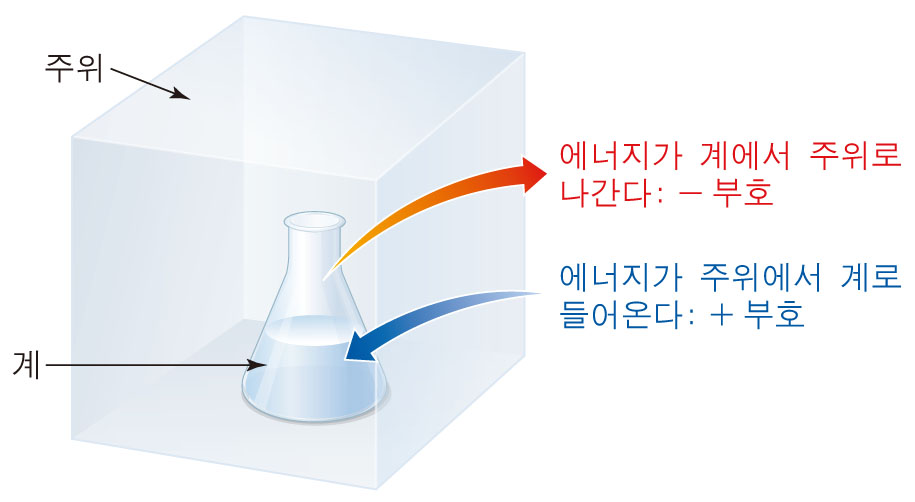 주위
에너지가 계에서 주위로
나간다: − 부호
에너지가 주위에서 계로
들어온다: + 부호
계